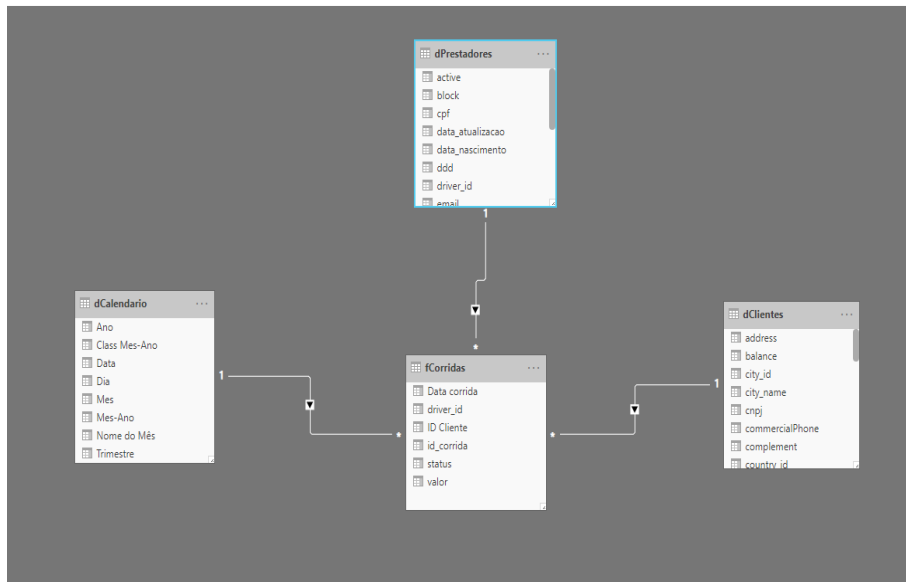 dPrestadores
active
block
cpf
data_atualizacao
data_nascimento
ddd
driver_id
email
1
dCalendario
Ano
Class Mes-Ano
Data
Dia
Mes
Mes-Ano
Nome do Mês
Trimestre
1
*
*
fCorridas
Data corrida
driver_id
ID Cliente
id_corrida
status
valor
*
1
dClientes
address
balance
city_id
city_name
cnpj
commercialPhone
complement
country_id